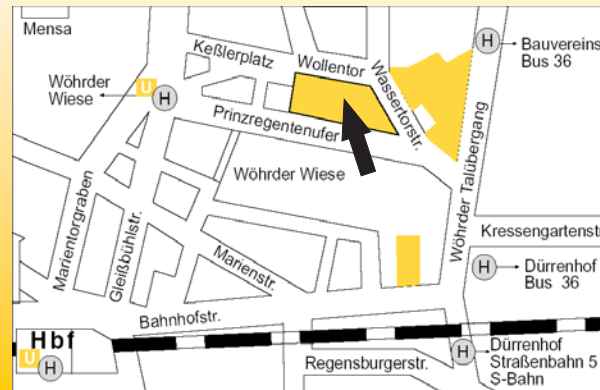 Mensa
Keßlerplatz
Wollentor
Wassertorstr.
H
Bauvereins
Bus 36
Wöhrder
Wiese
U
H
Prinzregentenufer
Wöhrder Talübergang
Wöhrder Wiese
Marientorgraben
Gleißbühlstr.
Marienstr.
Kressengartenstr
H
Dürrenhof
Bus 36
Bahnhofstr.
Hbf
U
H
Regensburgerstr.
H
Dürrenhof
Straßenbahn 5
S-Bahn